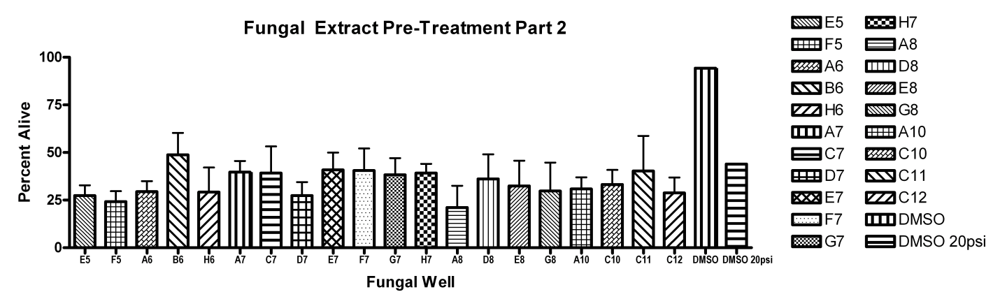 Fungal Extract Pre-Treatment Part 2
Percent Alive
100
75
50
25
0
E5 F5 A6 B6 H6 A7 C7 D7 E7 F7 G7 H7 A8 D8 E8 G8 A10 C10 C11 C12 DMSO DMSO 20psi
Fungal Well
E5 H7
F5 A8
A6 D8
B6 E8
H6 G8
A7 A10
C7 C10
D7 C11
E7 C12
F7 DMSO
G7 DMSO 20psi